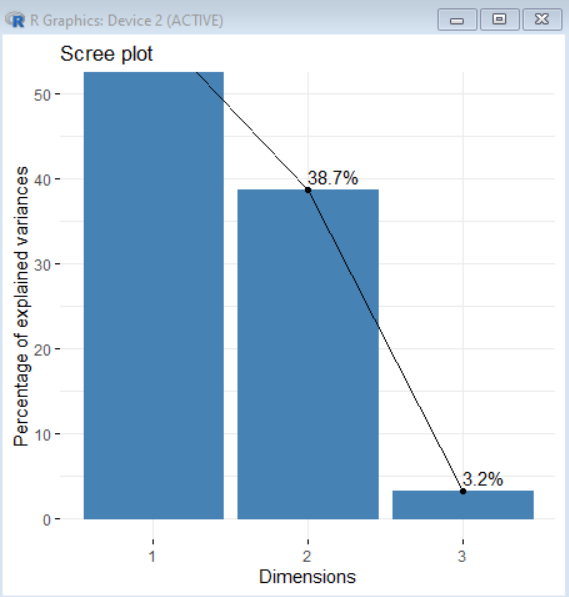 R Graphics: Device 2 (ACTIVE)
Scree plot
Percentage of explained variances
50
40
30
20
10
0
38.7%
3.2%
1 2 3
Dimensions